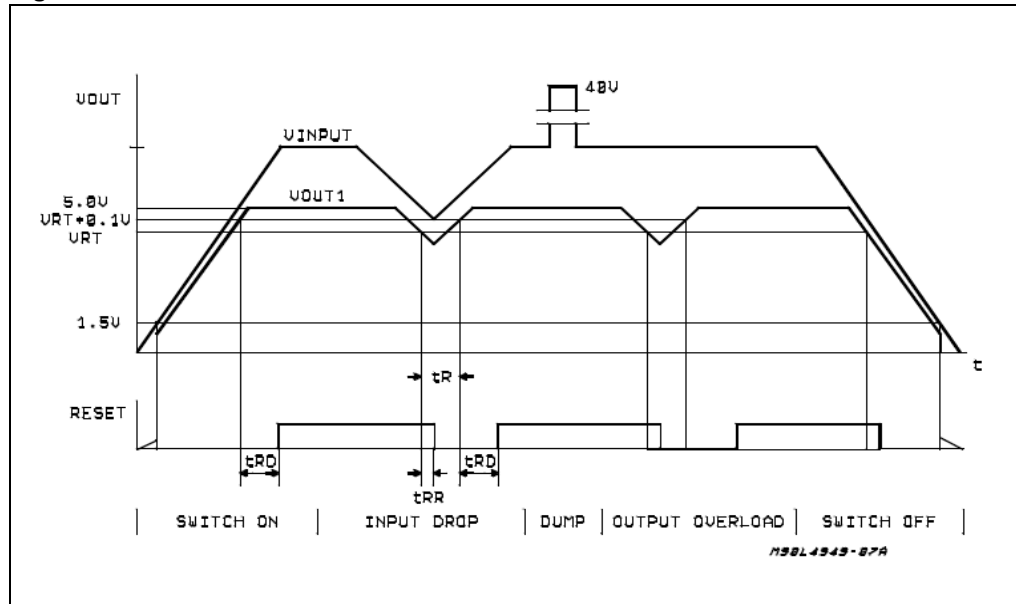 VOUT
40V
VINPUT
5.0V
VOUT1
VRT+0.1V
VRT
1.5V
t
tR
RESET
tRD
tRD
tRR
SWITCH ON
INPUT DROP
DUMP
OUTPUT OVERLOAD
SWITCH OFF
M90L4949-07A